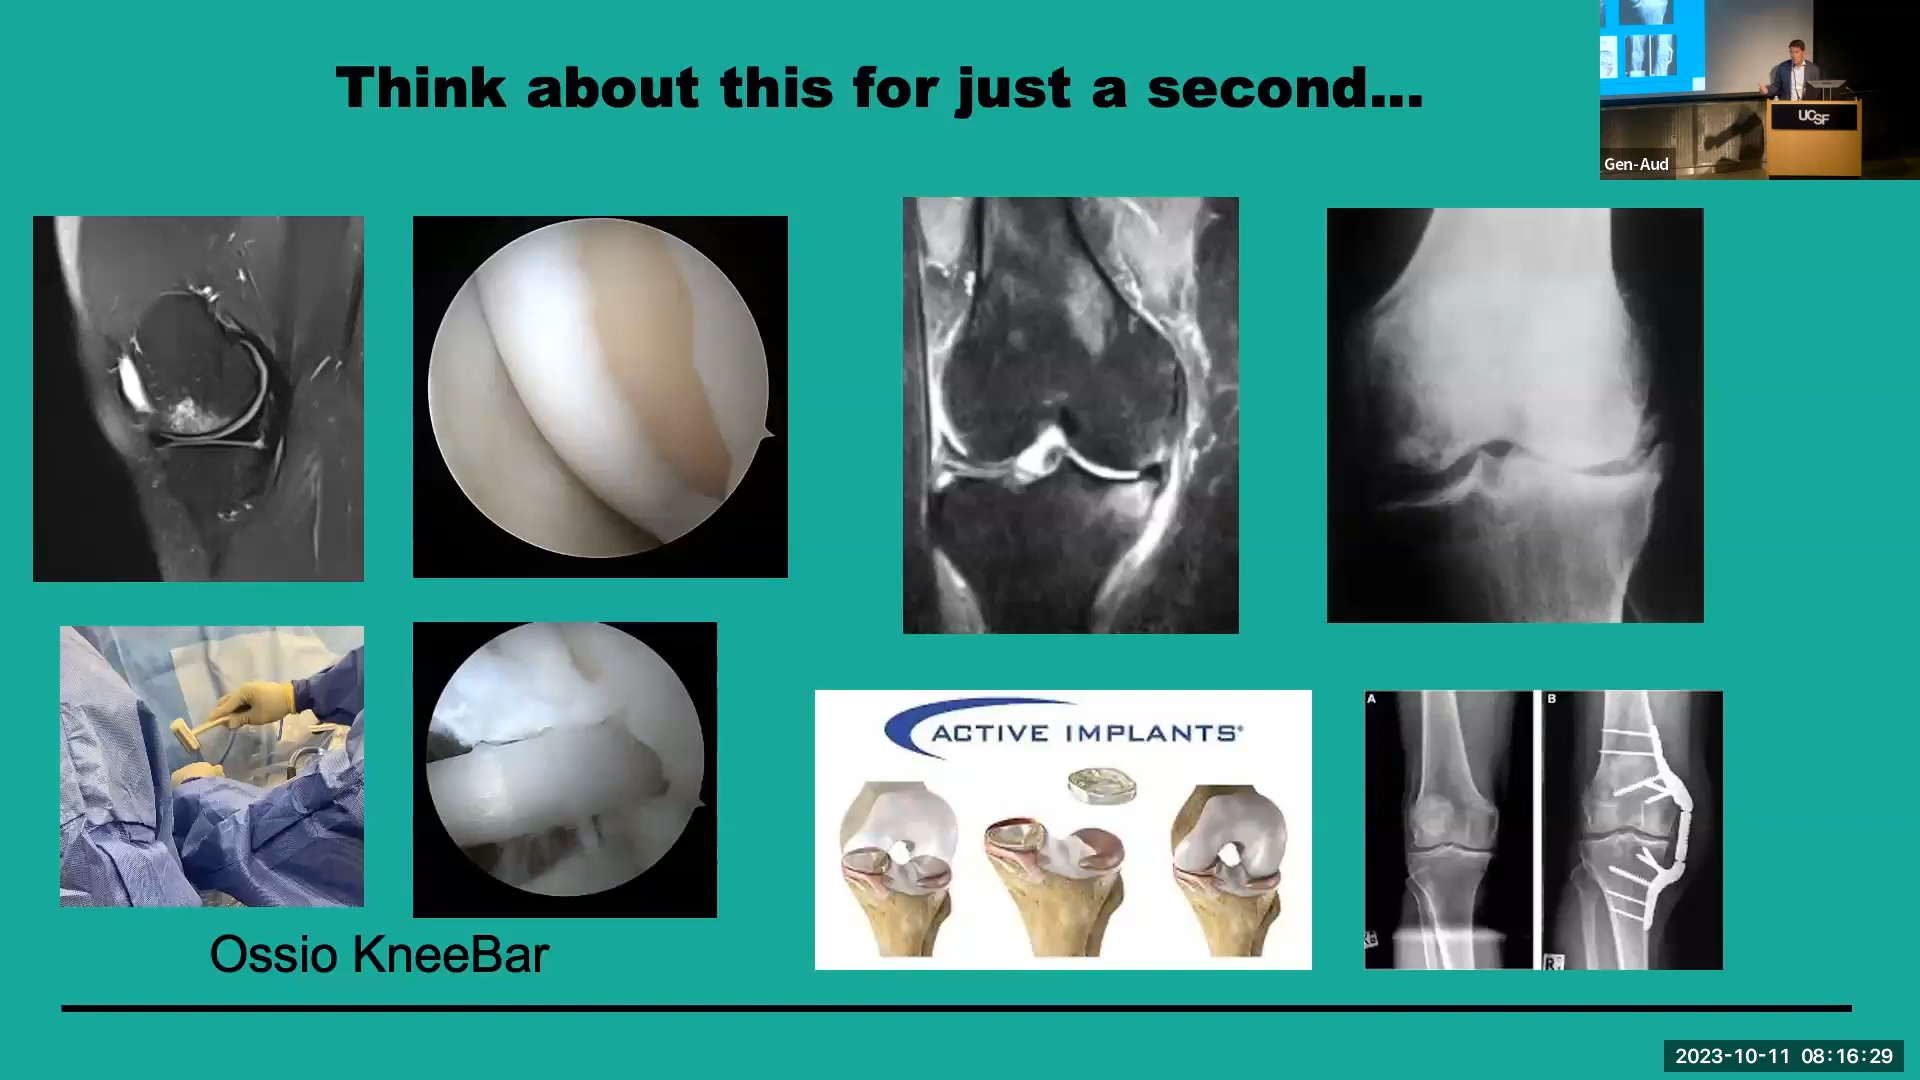 Think about this for just a second...
UCSF
Gen-Aud
ACTIVE IMPLANTS®
A
B
R
Ossio KneeBar
2023-10-11 08:16:29